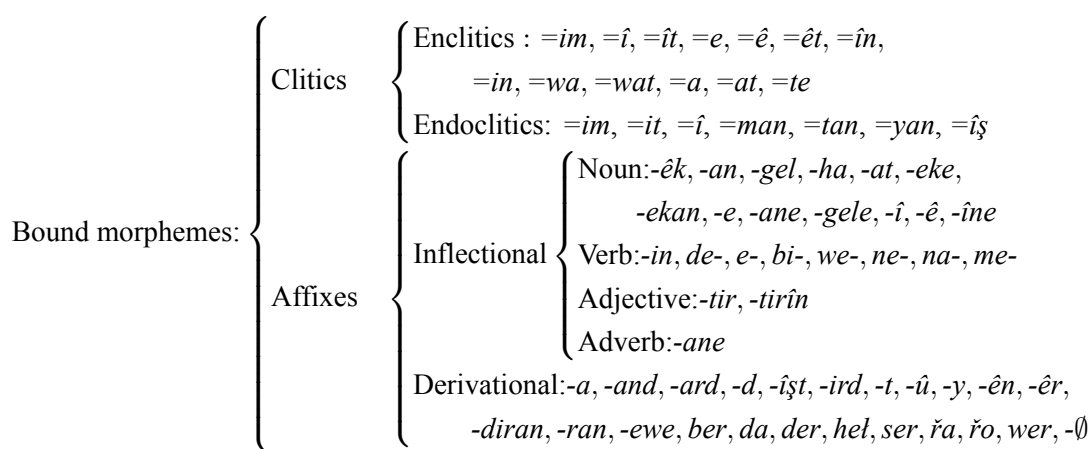 Enclitics : =im, =î, =ît, =e, =ê, =êt, =în,
Clitics
=in, =wa, =wat, =a, =at, =te
Endoclitics: =im, =it, =î, =man, =tan, =yan, =îş
Noun:-êk, -an, -gel, -ha, -at, -eke,
-ekan, -e, -ane, -gele, -î, -ê, -îne
Bound morphemes:
Inflectional
Verb:-in, de-, e-, bi-, we-, ne-, na-, me-
Affixes
Adjective:-tir, -tirîn
Adverb:-ane
Derivational:-a, -and, -ard, -d, -îşt, -ird, -t, -û, -y, -ên, -êr,
-diran, -ran, -ewe, ber, da, der, heł, ser, řa, řo, wer, -∅